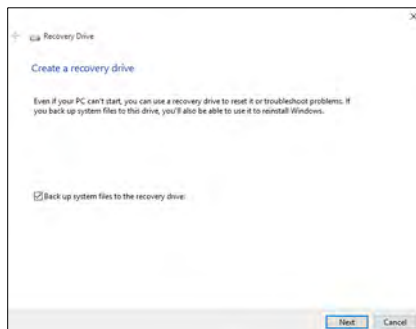 Recovery Drive
Create a recovery drive
Even if your PC can't start, you can use a recovery drive to reset it or troubleshoot problems. If
you back up system files to this drive, you'll also be able to use it to reinstall Windows.
Back up system files to the recovery drive.
Next Cancel